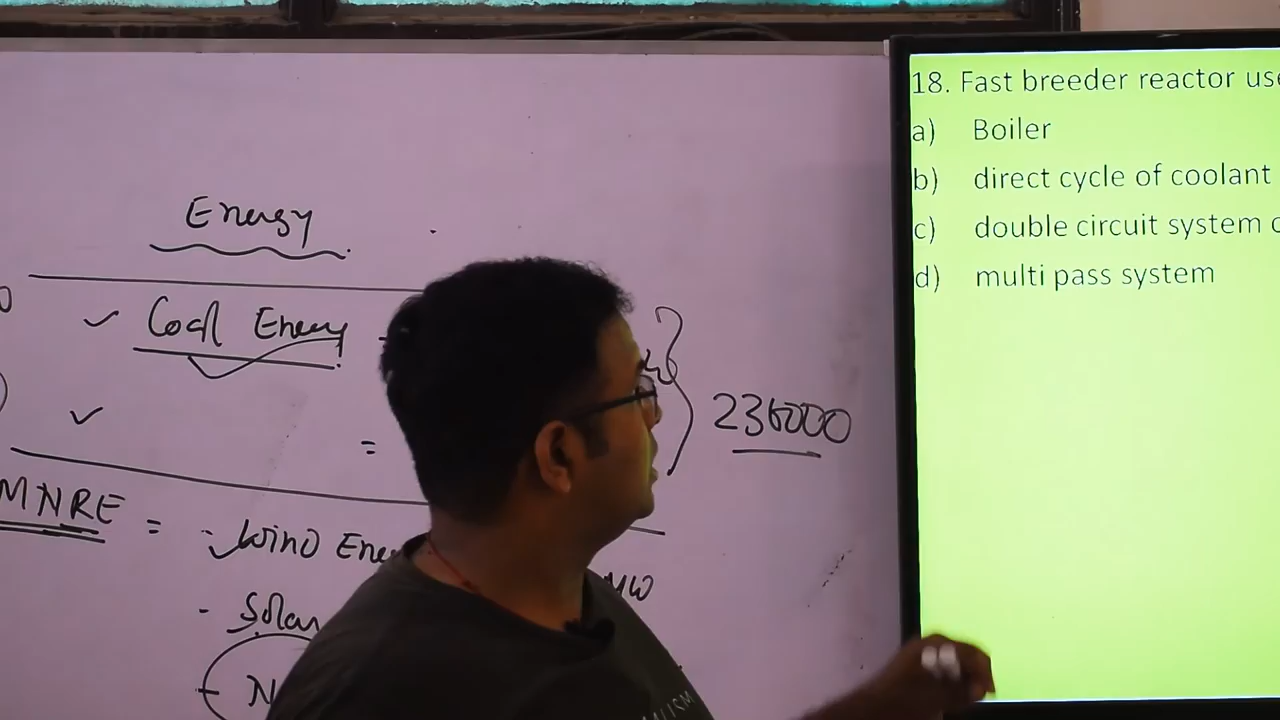 Energy
Coal Energy
=
236000
MNRE = - Wind Ene
MW
- Solar
- N
18. Fast breeder reactor use
a) Boiler
b) direct cycle of coolant
c) double circuit system
d) multi pass system